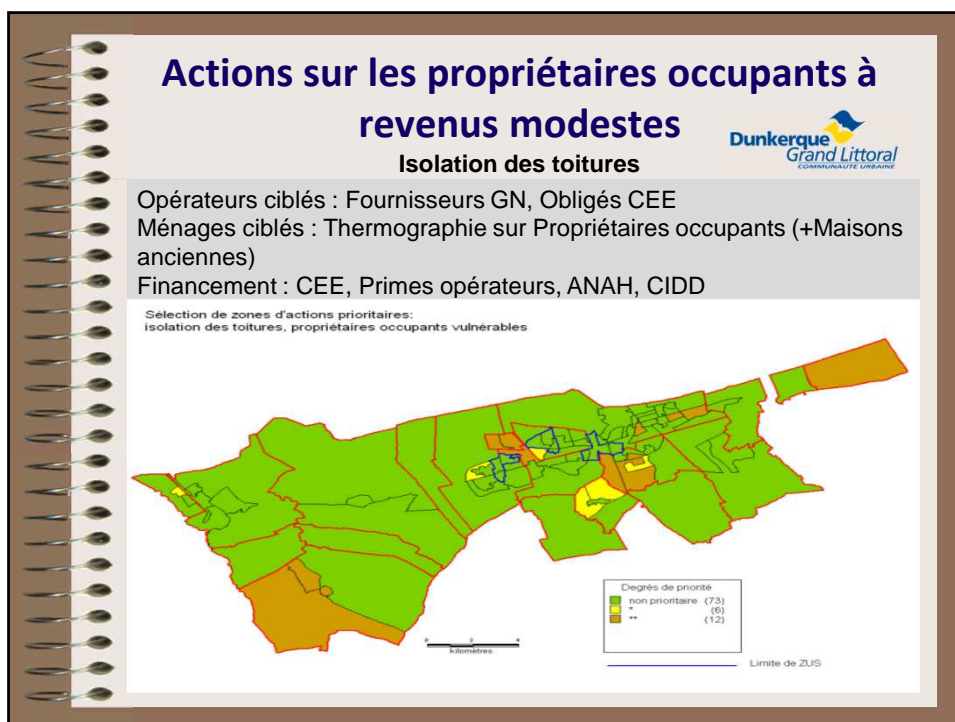 Actions sur les propriétaires occupants à
revenus modestes
Dunkerque
Grand Littoral
COMMUNAUTÉ URBAINE
Isolation des toitures
Opérateurs ciblés : Fournisseurs GN, Obligés CEE
Ménages ciblés : Thermographie sur Propriétaires occupants (+Maisons
anciennes)
Financement : CEE, Primes opérateurs, ANAH, CIDD
Sélection de zones d'actions prioritaires:
isolation des toitures, propriétaires occupants vulnérables
Degrés de priorité
non prioritaire (73)
* (6)
** (12)
0 2 4
kilomètres
Limite de ZUS